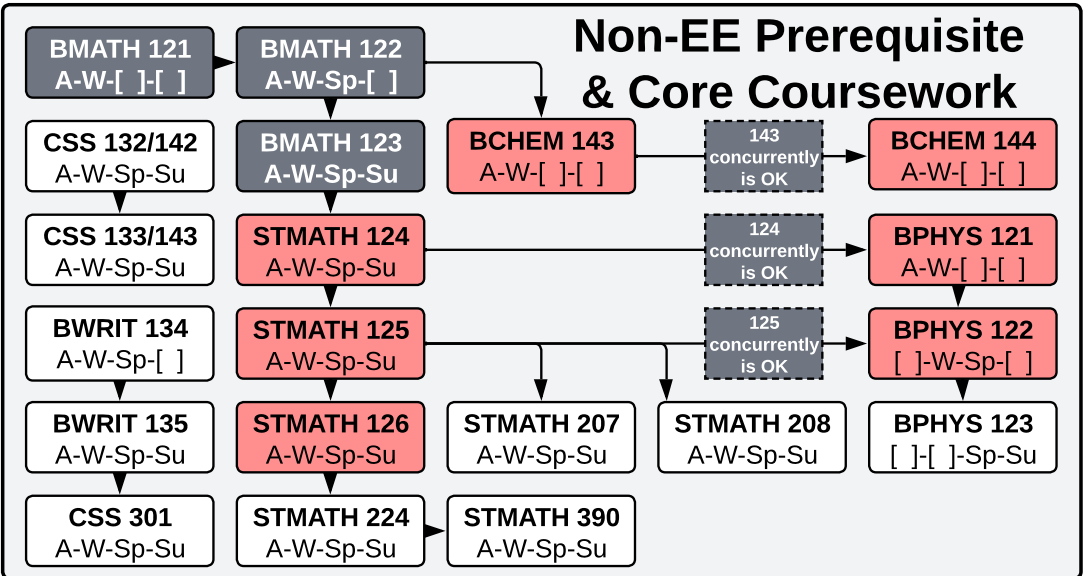 Non-EE Prerequisite
& Core Coursework
BMATH 121
A-W-[  ]-[  ]
BMATH 122
A-W-Sp-[  ]
CSS 132/142
A-W-Sp-Su
BMATH 123
A-W-Sp-Su
BCHEM 143
A-W-[  ]-[  ]
143
concurrently
is OK
BCHEM 144
A-W-[  ]-[  ]
CSS 133/143
A-W-Sp-Su
STMATH 124
A-W-Sp-Su
124
concurrently
is OK
BPHYS 121
A-W-[  ]-[  ]
BWRIT 134
A-W-Sp-[  ]
STMATH 125
A-W-Sp-Su
125
concurrently
is OK
BPHYS 122
[  ]-W-Sp-[  ]
BWRIT 135
A-W-Sp-Su
STMATH 126
A-W-Sp-Su
STMATH 207
A-W-Sp-Su
STMATH 208
A-W-Sp-Su
BPHYS 123
[  ]-[  ]-Sp-Su
CSS 301
A-W-Sp-Su
STMATH 224
A-W-Sp-Su
STMATH 390
A-W-Sp-Su